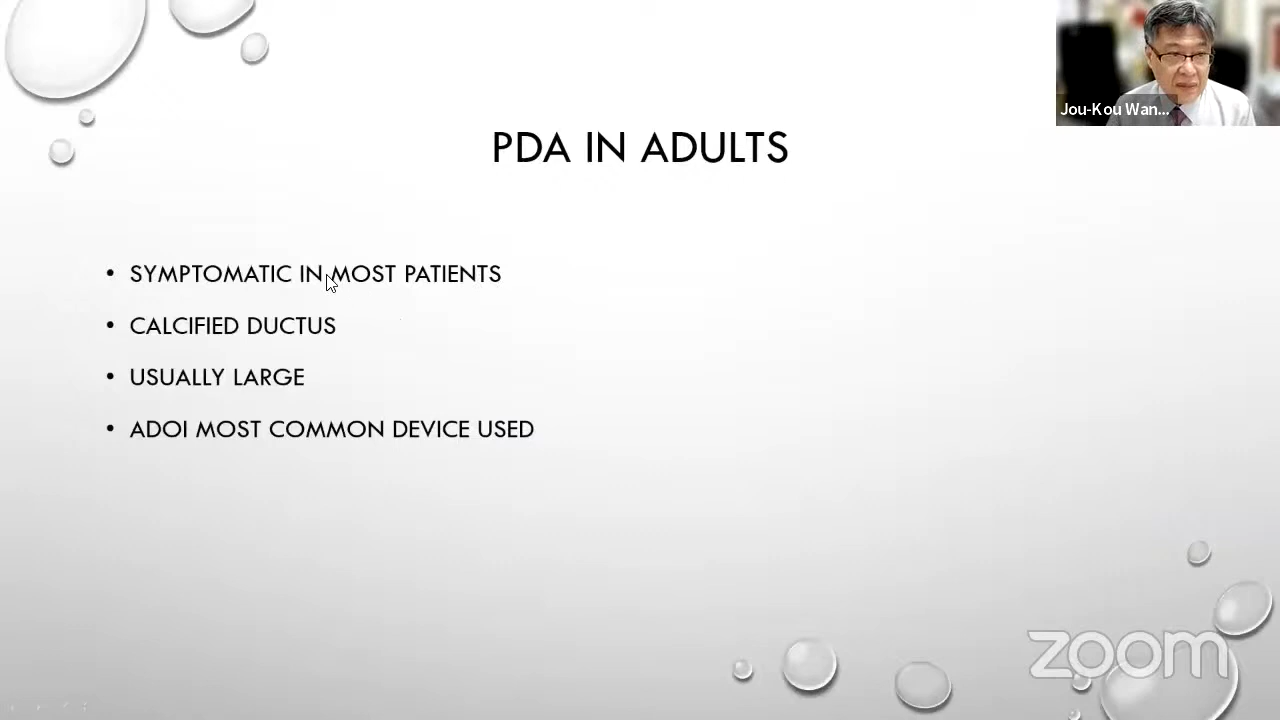 Jou-Kou Wan...
PDA IN ADULTS
• SYMPTOMATIC IN MOST PATIENTS
• CALCIFIED DUCTUS
• USUALLY LARGE
• ADOI MOST COMMON DEVICE USED
zoom